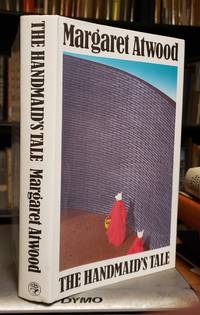 Margaret Atwood
THE HANDMAID'S TALE
THE HANDMAID'S TALE Margaret Atwood
DYMO